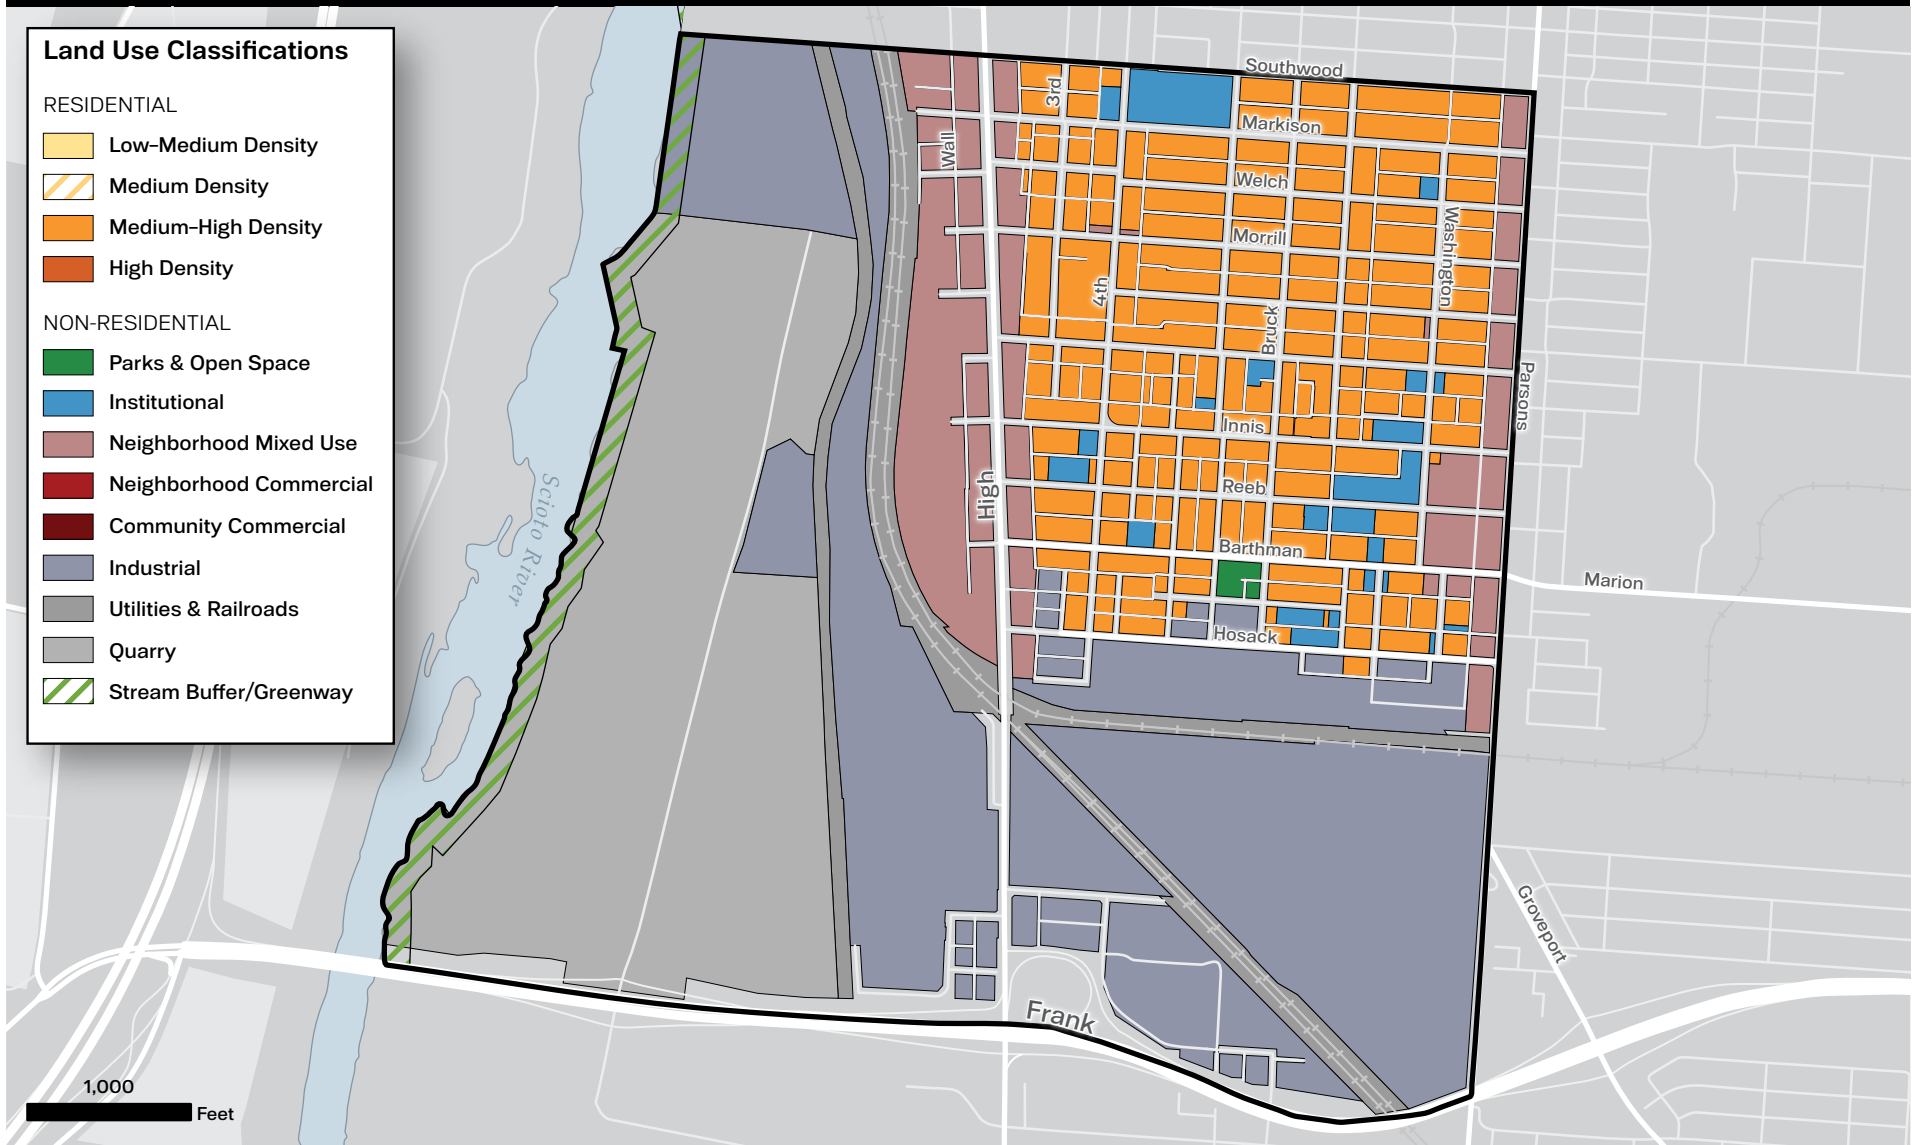 Land Use Classifications
RESIDENTIAL
Low-Medium Density
Medium Density
Medium-High Density
High Density
NON-RESIDENTIAL
Parks & Open Space
Institutional
Neighborhood Mixed Use
Neighborhood Commercial
Community Commercial
Industrial
Utilities & Railroads
Quarry
Stream Buffer/Greenway
1,000
Feet
Scioto River
Southwood
3rd
Markison
Wall
Welch
Washington
Morrill
4th
Bruck
Parsons
Innis
High
Reeb
Barthman
Marion
Hosack
Groveport
Frank